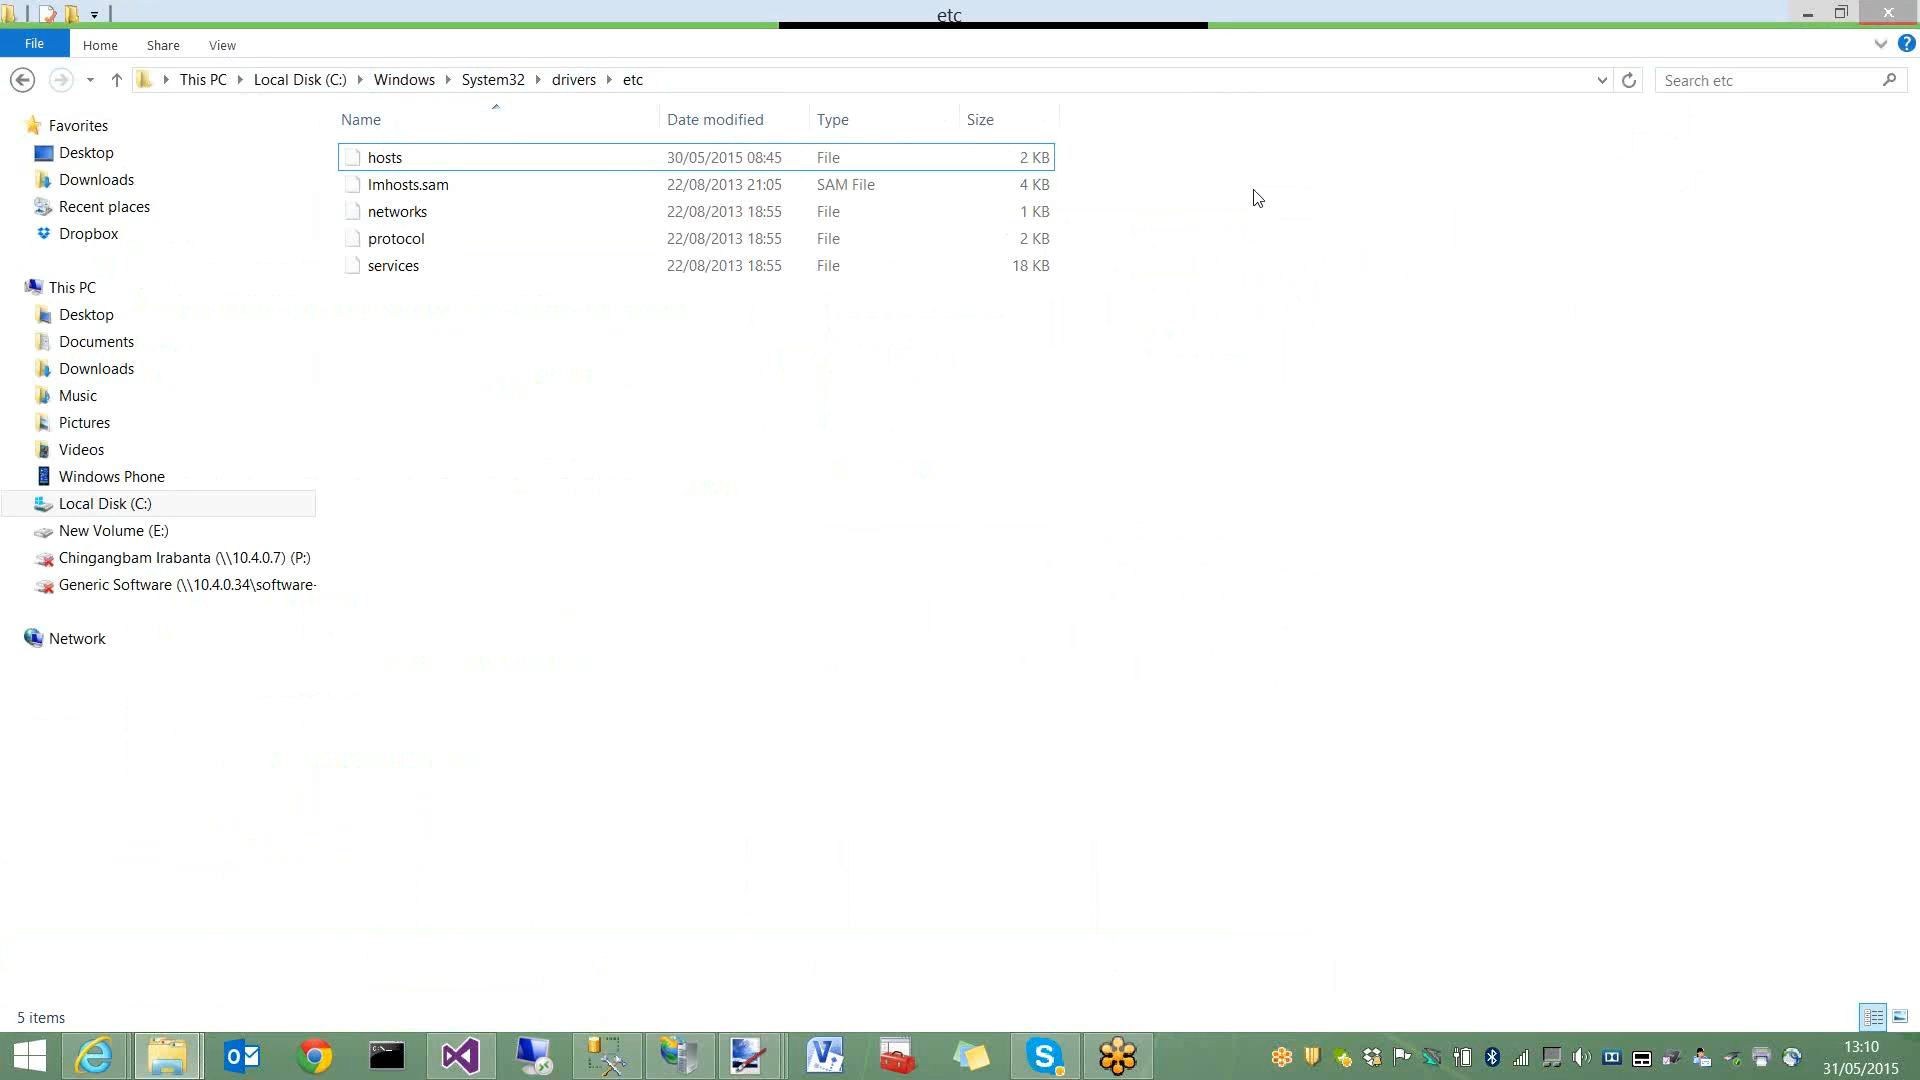 etc
File Home Share View
This PC Local Disk (C:) Windows System32 drivers etc
Search etc
Name Date modified Type Size
hosts 30/05/2015 08:45 File 2 KB
lmhosts.sam 22/08/2013 21:05 SAM File 4 KB
networks 22/08/2013 18:55 File 1 KB
protocol 22/08/2013 18:55 File 2 KB
services 22/08/2013 18:55 File 18 KB
Favorites
Desktop
Downloads
Recent places
Dropbox
This PC
Desktop
Documents
Downloads
Music
Pictures
Videos
Windows Phone
Local Disk (C:)
New Volume (E:)
Chingangbam Irabanta (\\10.4.0.7) (P:)
Generic Software (\\10.4.0.34\software-
Network
5 items
13:10
31/05/2015